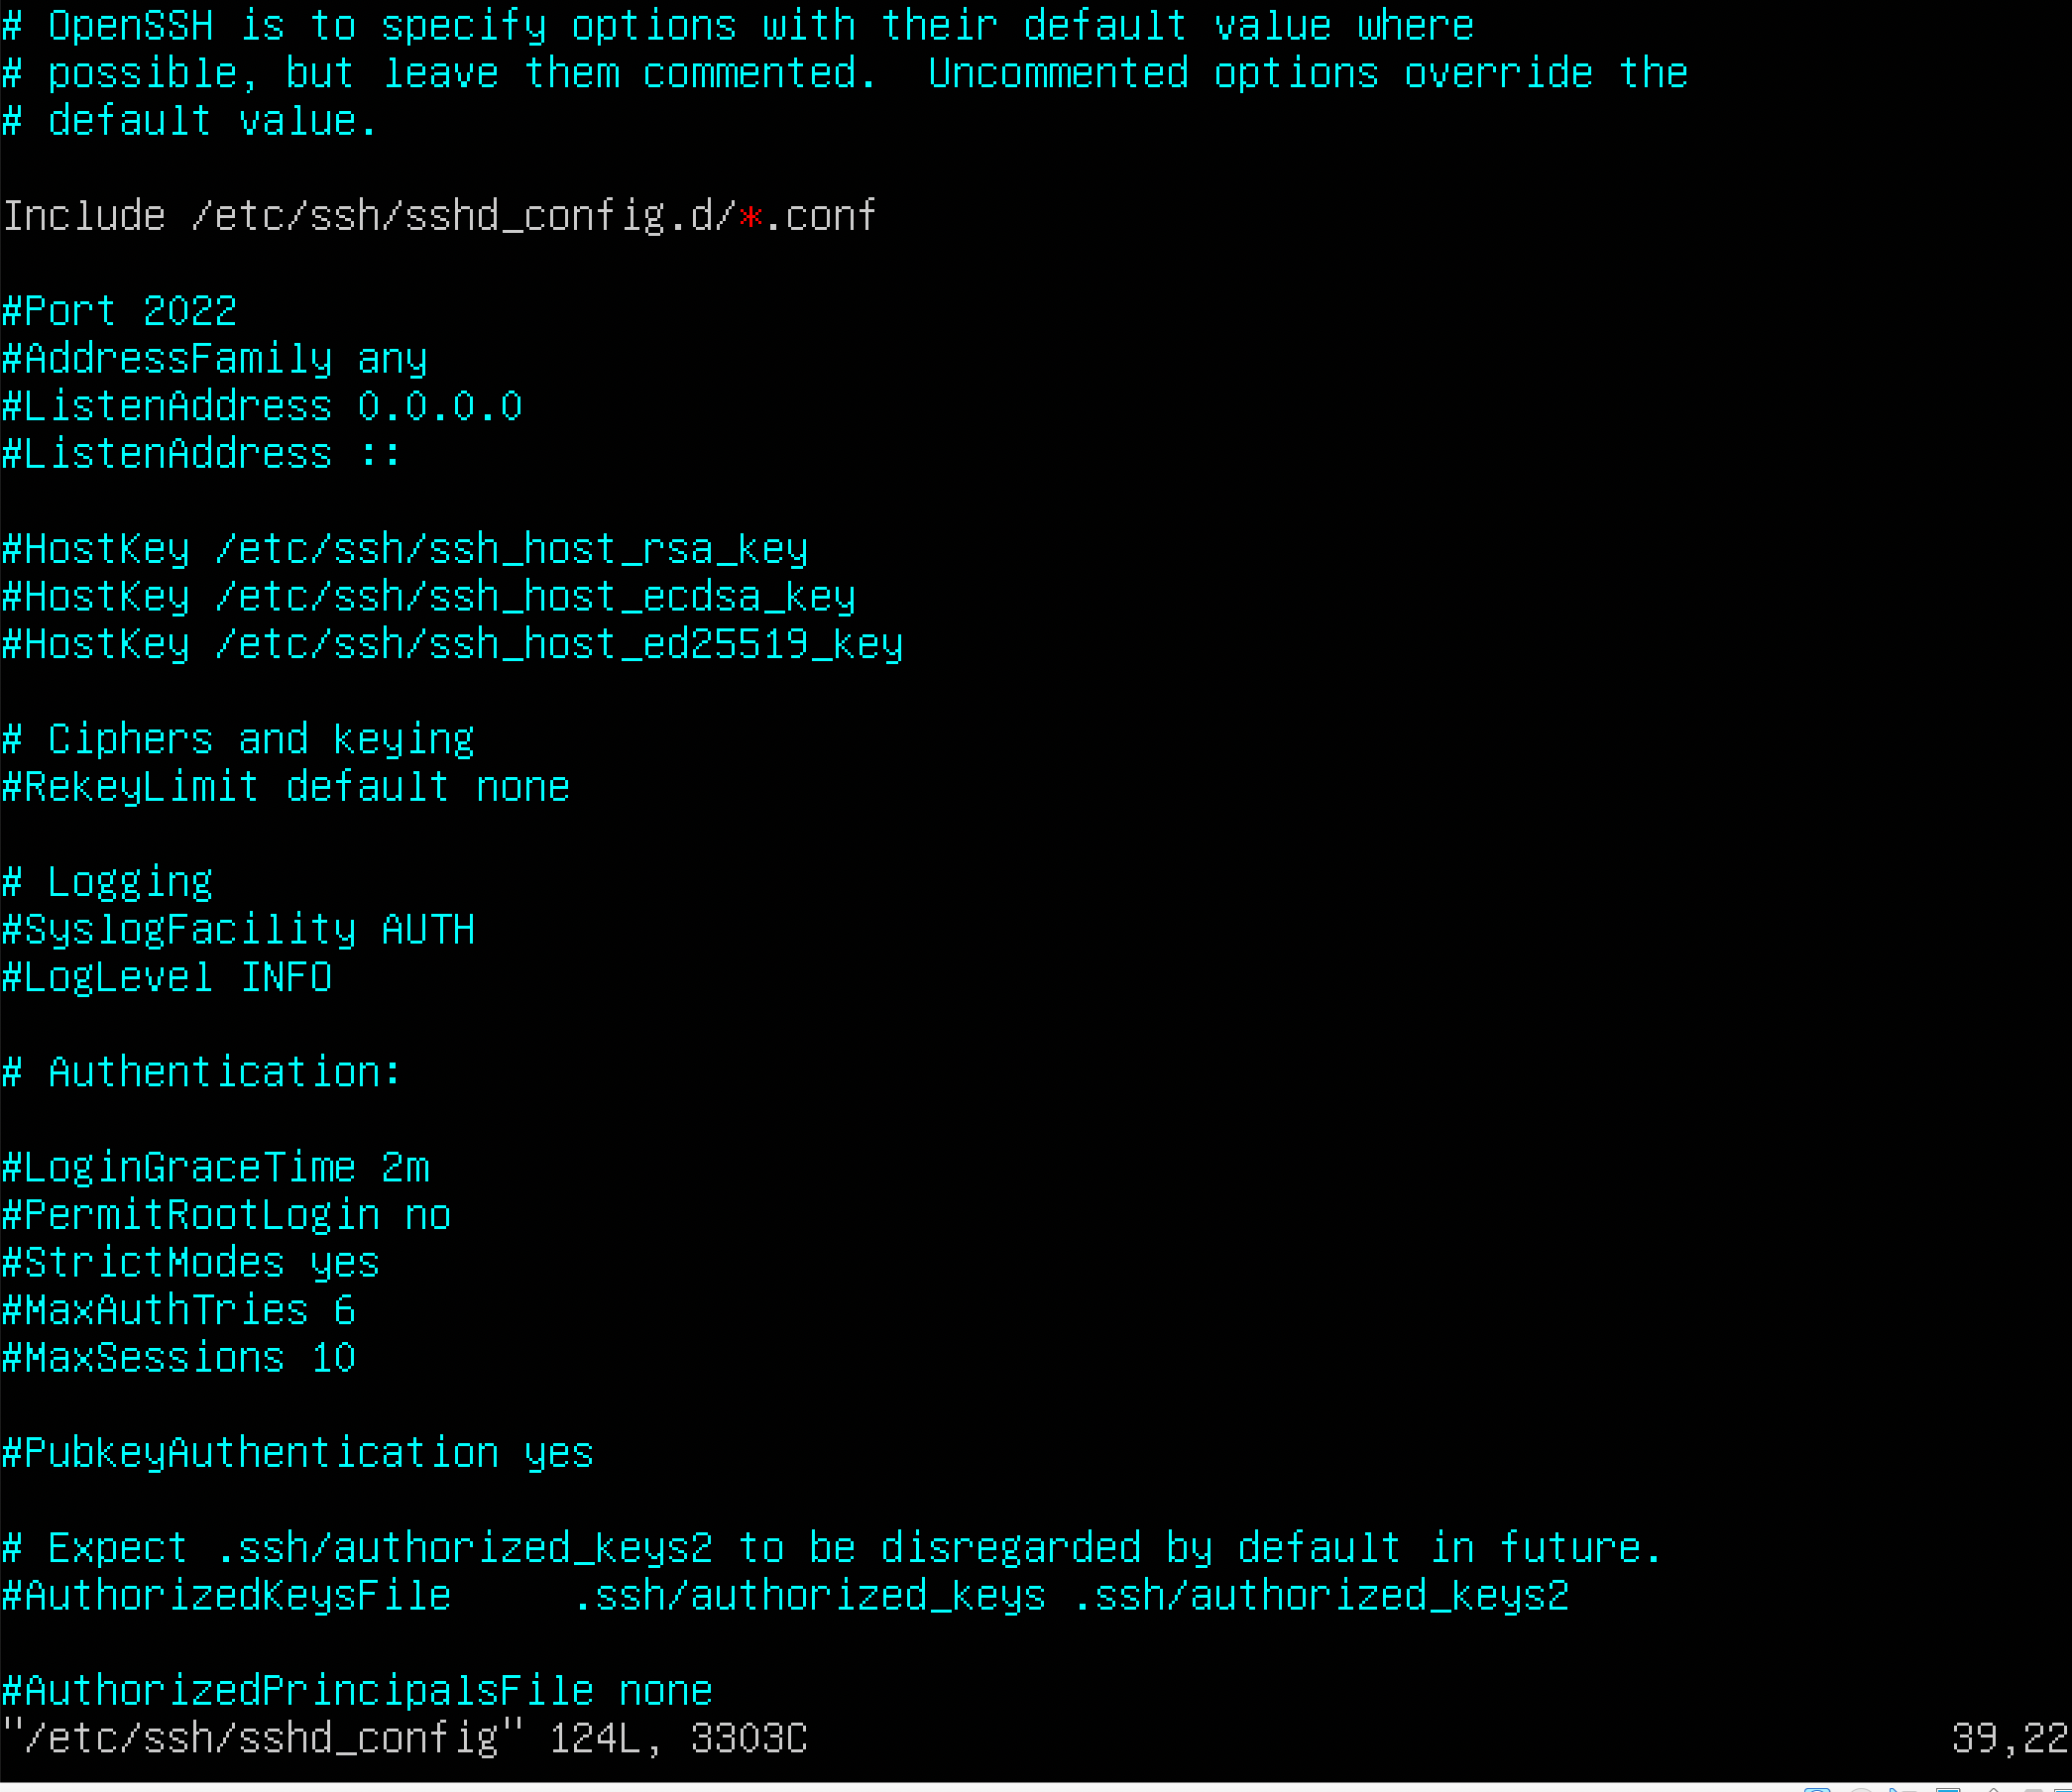 # OpenSSH is to specify options with their default value where
# possible, but leave them commented.  Uncommented options override the
# default value.
Include /etc/ssh/sshd_config.d/*.conf
#Port 2022
#AddressFamily any
#ListenAddress 0.0.0.0
#ListenAddress ::
#HostKey /etc/ssh/ssh_host_rsa_key
#HostKey /etc/ssh/ssh_host_ecdsa_key
#HostKey /etc/ssh/ssh_host_ed25519_key
# Ciphers and keying
#RekeyLimit default none
# Logging
#SyslogFacility AUTH
#LogLevel INFO
# Authentication:
#LoginGraceTime 2m
#PermitRootLogin no
#StrictModes yes
#MaxAuthTries 6
#MaxSessions 10
#PubkeyAuthentication yes
# Expect .ssh/authorized_keys2 to be disregarded by default in future.
#AuthorizedKeysFile     .ssh/authorized_keys .ssh/authorized_keys2
#AuthorizedPrincipalsFile none
"/etc/ssh/sshd_config" 124L, 3303C 39,22